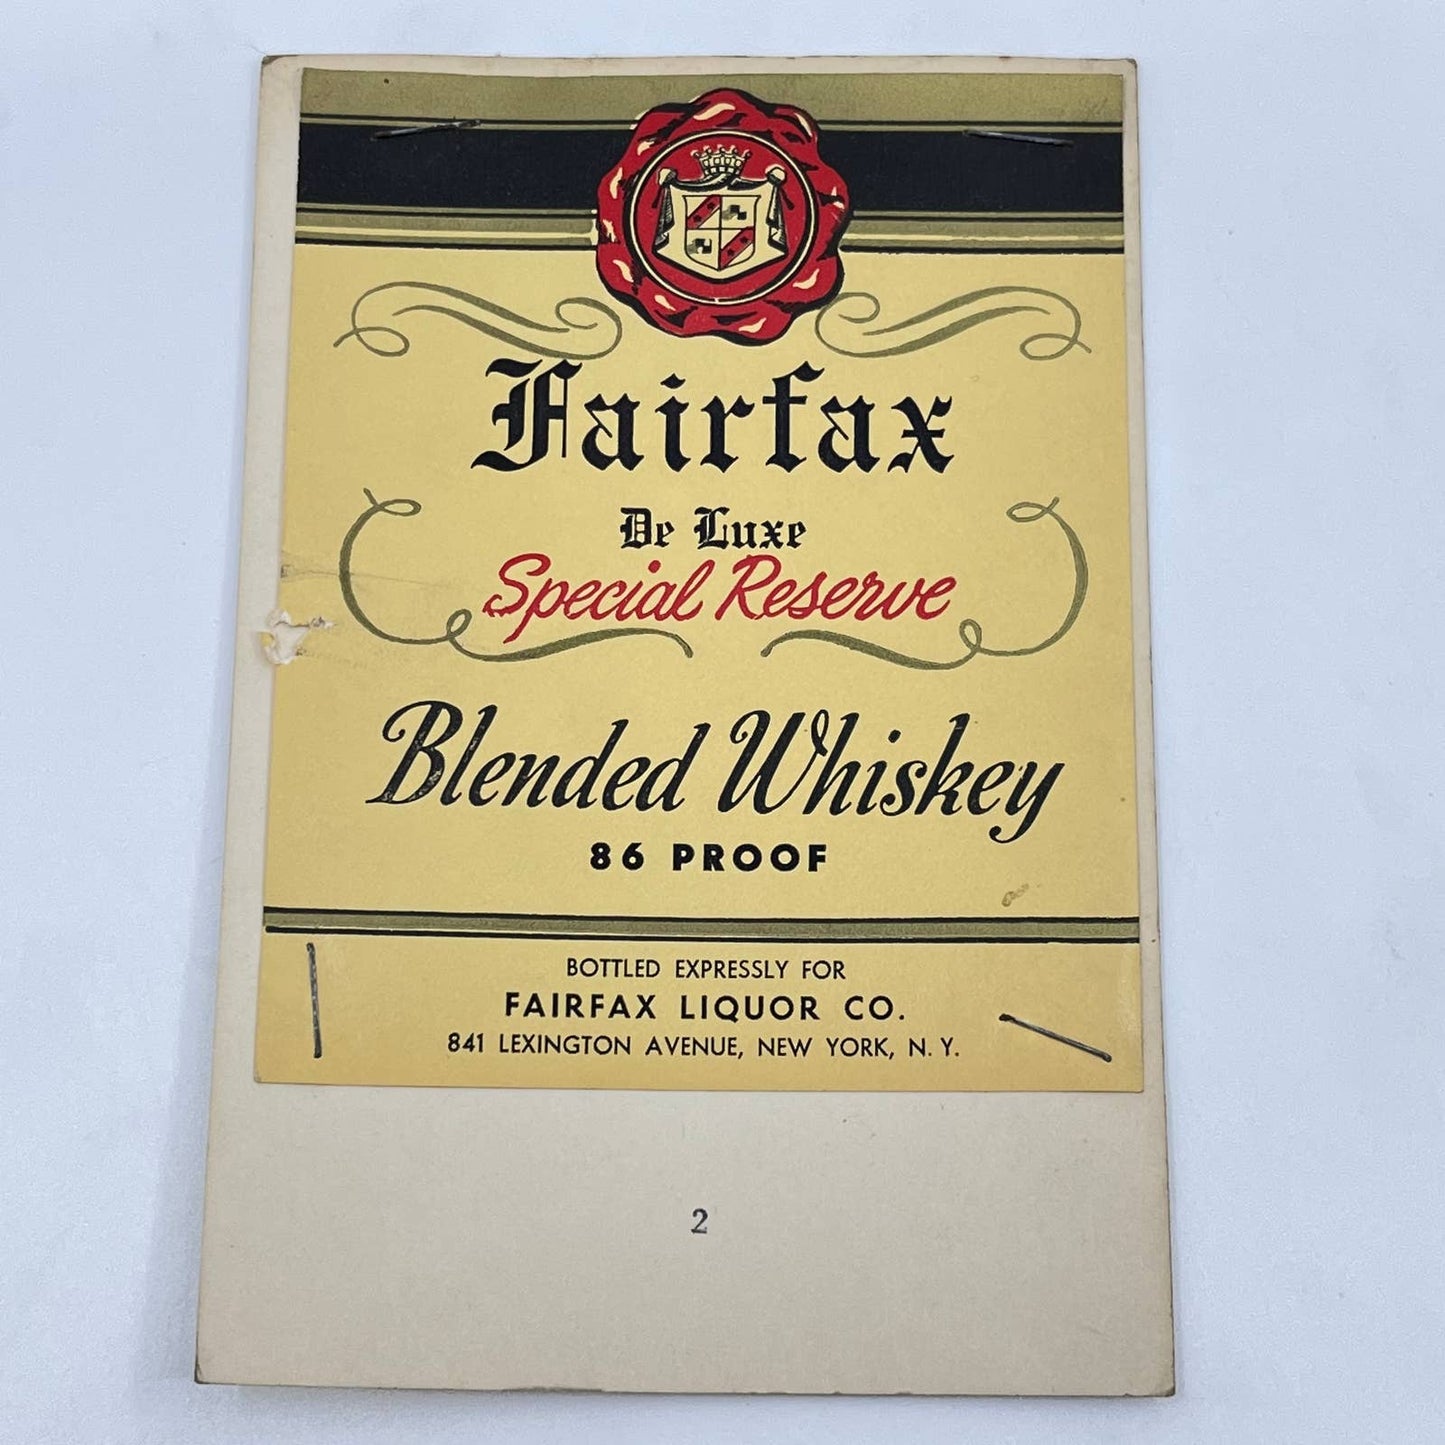 Fairfax
De Luxe
Special Reserve
Blended Whiskey
86 PROOF
BOTTLED EXPRESSLY FOR
FAIRFAX LIQUOR CO.
841 LEXINGTON AVENUE, NEW YORK, N. Y.
2